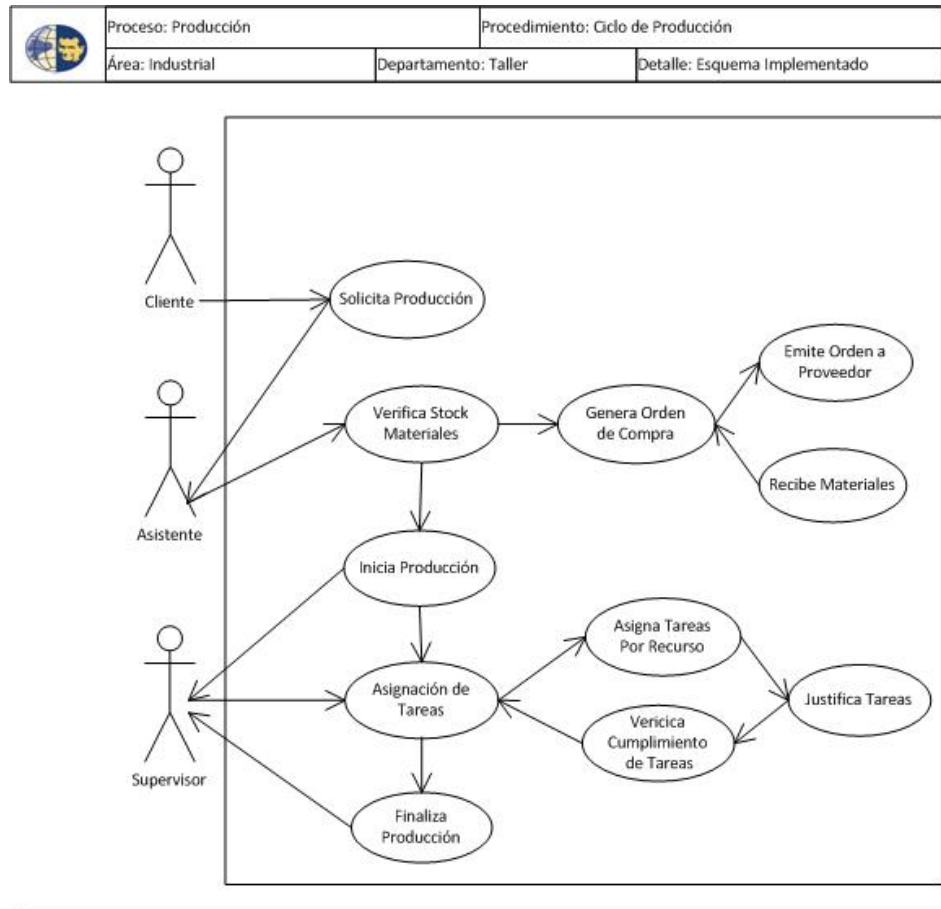 Proceso: Producción
Procedimiento: Ciclo de Producción
Área: Industrial
Departamento: Taller
Detalle: Esquema Implementado
Cliente
Solicita Producción
Emite Orden a
Proveedor
Verifica Stock
Materiales
Genera Orden
de Compra
Recibe Materiales
Asistente
Inicia Producción
Asigna Tareas
Por Recurso
Asignación de
Tareas
Justifica Tareas
Vericica
Cumplimiento
de Tareas
Supervisor
Finaliza
Producción